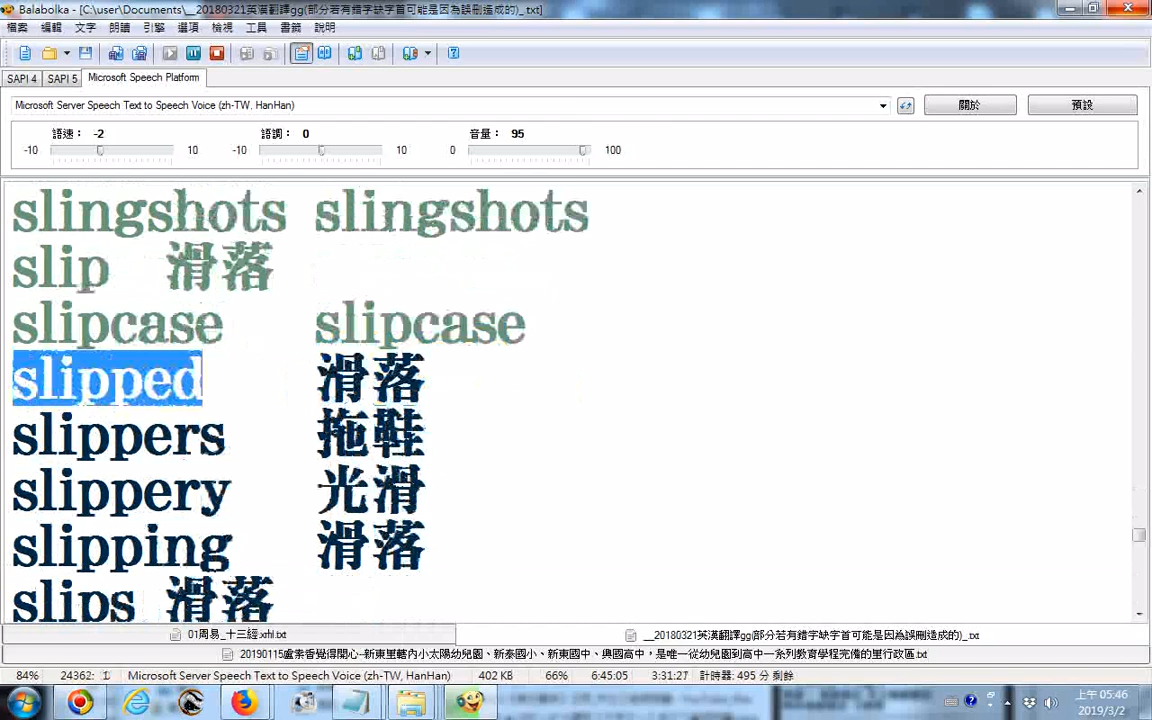 Balabolka - [C:\user\Documents\__20180321英漢翻譯gg(部分若有錯字缺字首可能是因為誤刪造成的)_.txt]
檔案 編輯 文字 朗讀 引擎 選項 檢視 工具 書籤 說明
SAPI 4 SAPI 5 Microsoft Speech Platform
Microsoft Server Speech Text to Speech Voice (zh-TW, HanHan) 關於 預設
語速： -2 語調： 0 音量： 95
-10 10 -10 10 0 100
slingshots slingshots
slip 滑落
slipcase slipcase
slipped 滑落
slippers 拖鞋
slippery 光滑
slipping 滑落
slips 滑落
01周易_十三經.xrhl.txt __20180321英漢翻譯gg(部分若有錯字缺字首可能是因為誤刪造成的)_.txt
20190115盧素香覺得開心-新東里轄內小太陽幼兒園、新泰國小、新東國中、興國高中，是唯一從幼兒園到高中一系列教育學程完備的里行政區.txt
84% 24362: 1 Microsoft Server Speech Text to Speech Voice (zh-TW, HanHan) 402 KB 66% 6:45:05 3:31:27 計時器: 495 分 剩餘
上午 05:46
2019/3/2